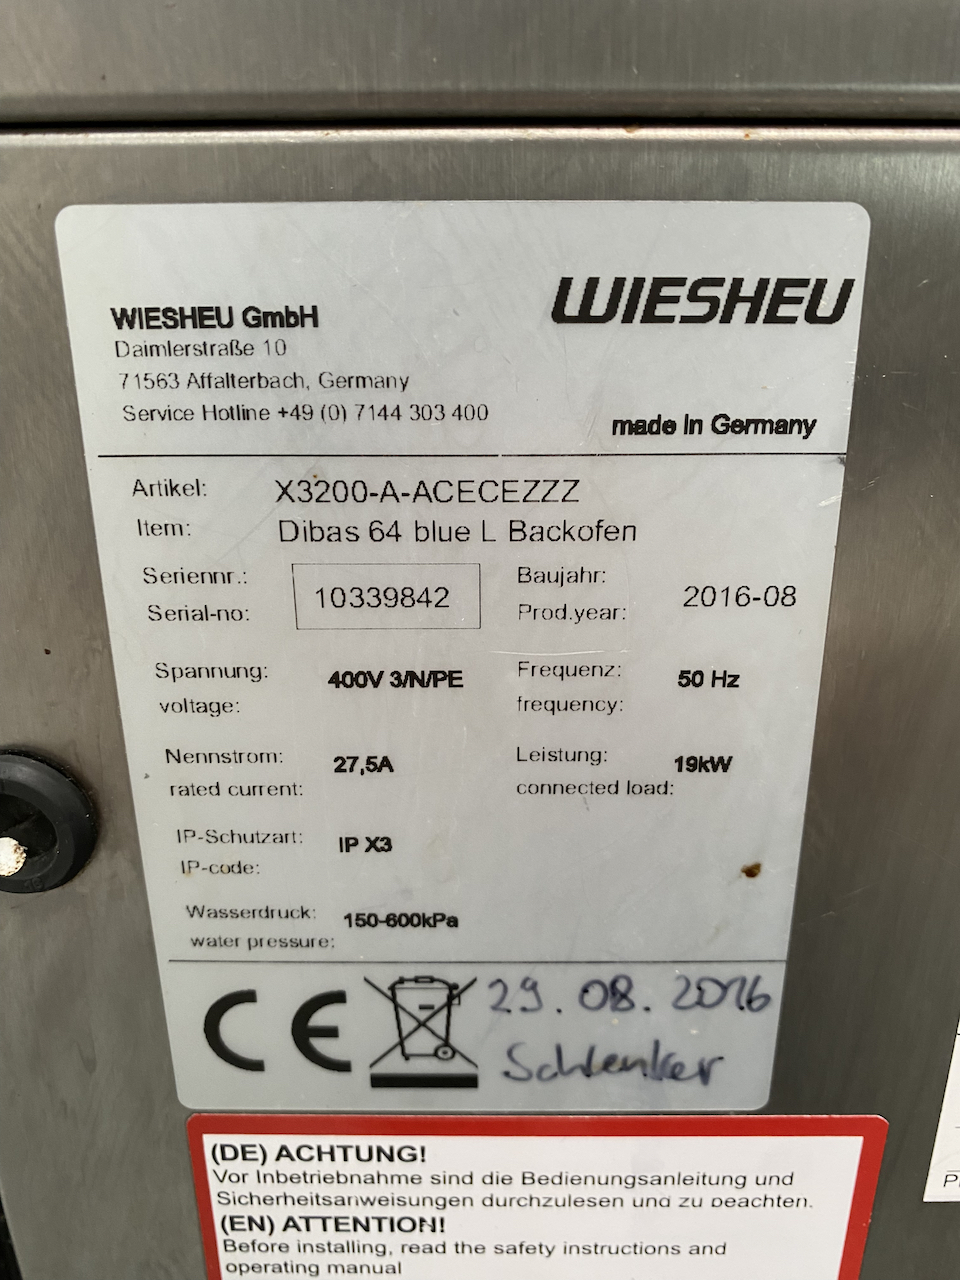 WIESHEU GmbH
Daimlerstraße 10
71563 Affalterbach, Germany
Service Hotline +49 (0) 7144 303 400
WIESHEU
made in Germany
Artikel: X3200-A-ACECEZZZ
Item: Dibas 64 blue L Backofen
Seriennr.:
Serial-no: 10339842
Baujahr:
Prod.year: 2016-08
Spannung:
voltage: 400V 3/N/PE
Frequenz:
frequency: 50 Hz
Nennstrom:
rated current: 27,5A
Leistung:
connected load: 19kW
IP-Schutzart:
IP-code: IP X3
Wasserdruck:
water pressure: 150-600kPa
CE
29.08.2016
Schlenker
(DE) ACHTUNG!
Vor Inbetriebnahme sind die Bedienungsanleitung und
Sicherheitsanweisungen durchzulesen und zu beachten.
(EN) ATTENTION!
Before installing, read the safety instructions and
operating manual